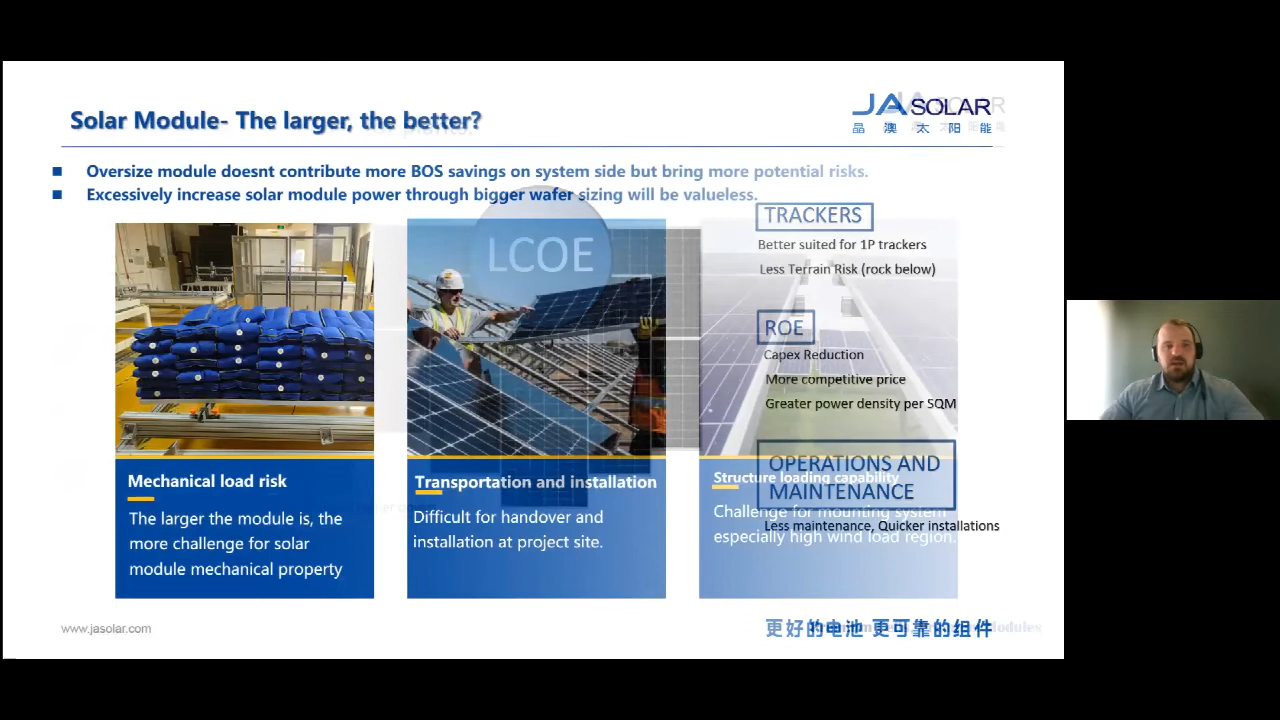 Solar Module- The larger, the better?
JA SOLAR
晶 澳 太 阳 能
Oversize module doesnt contribute more BOS savings on system side but bring more potential risks.
Excessively increase solar module power through bigger wafer sizing will be valueless.
LCOE
TRACKERS
Better suited for 1P trackers
Less Terrain Risk (rock below)
ROE
Capex Reduction
More competitive price
Greater power density per SQM
OPERATIONS AND
MAINTENANCE
Less maintenance, Quicker installations
Mechanical load risk
The larger the module is, the
more challenge for solar
module mechanical property
Transportation and installation
Difficult for handover and
installation at project site.
Structure loading capability
Challenge for mounting system
especially high wind load region.
www.jasolar.com
更好的电池 更可靠的组件